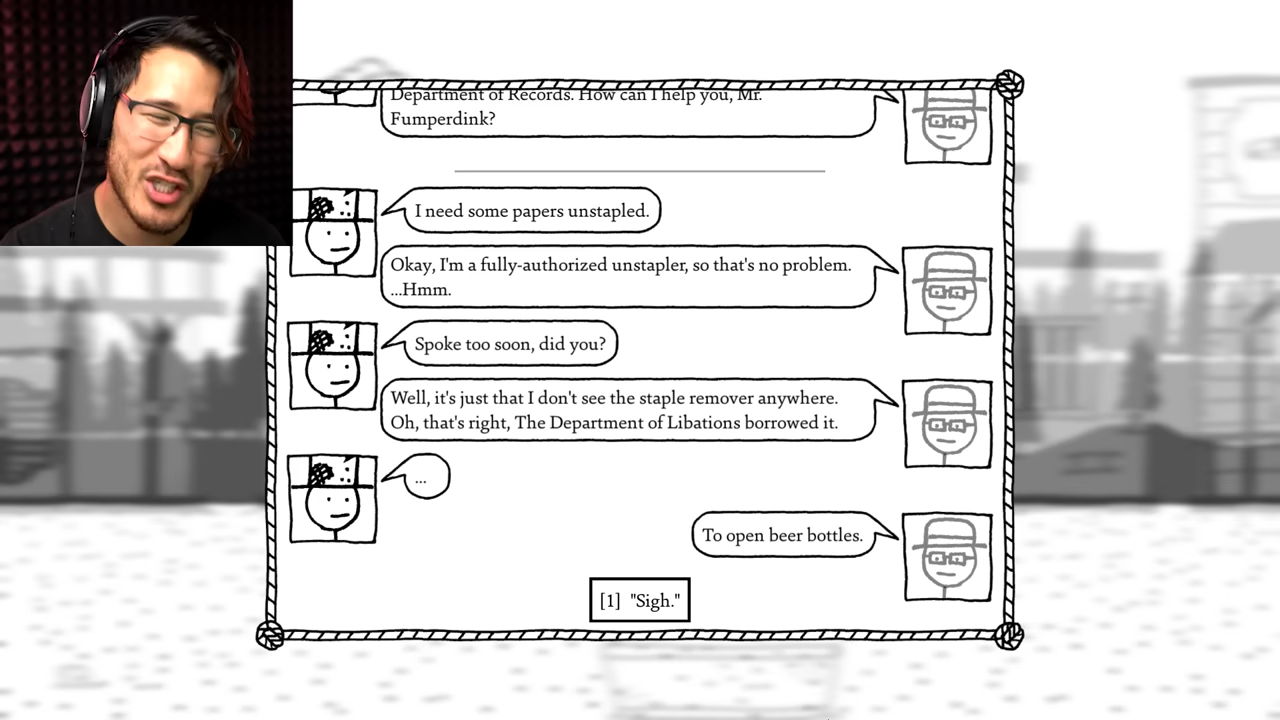 Department of Records. How can I help you, Mr.
Fumperdink?
I need some papers unstapled.
Okay, I'm a fully-authorized unstapler, so that's no problem.
...Hmm.
Spoke too soon, did you?
Well, it's just that I don't see the staple remover anywhere.
Oh, that's right, The Department of Libations borrowed it.
...
To open beer bottles.
[1] "Sigh."